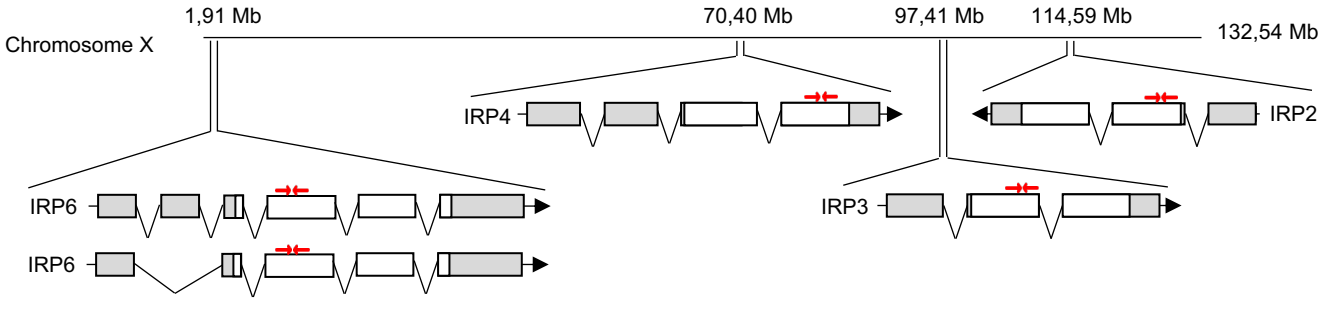 1,91 Mb
70,40 Mb
97,41 Mb
114,59 Mb
Chromosome X
132,54 Mb
IRP4
IRP2
IRP6
IRP3
IRP6